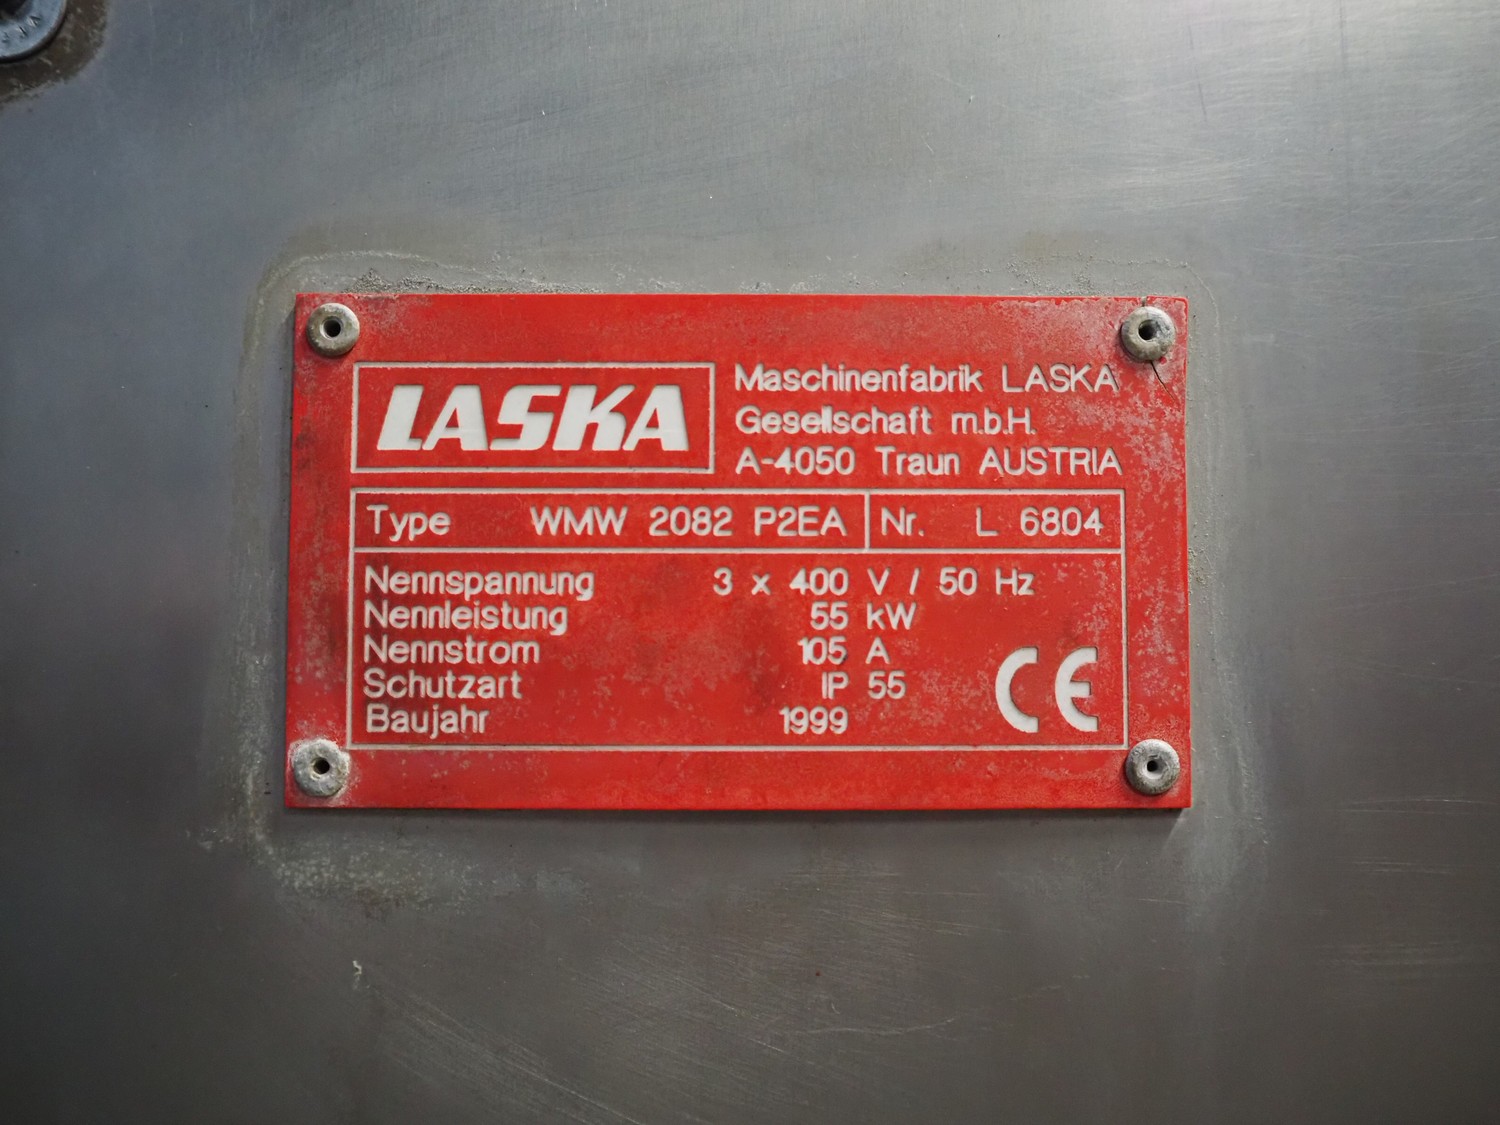 LASKA
Maschinenfabrik LASKA
Gesellschaft m.b.H.
A-4050 Traun AUSTRIA
Type WMW 2082 P2EA Nr. L 6804
Nennspannung 3 x 400 V / 50 Hz
Nennleistung 55 kW
Nennstrom 105 A
Schutzart IP 55
Baujahr 1999
CE